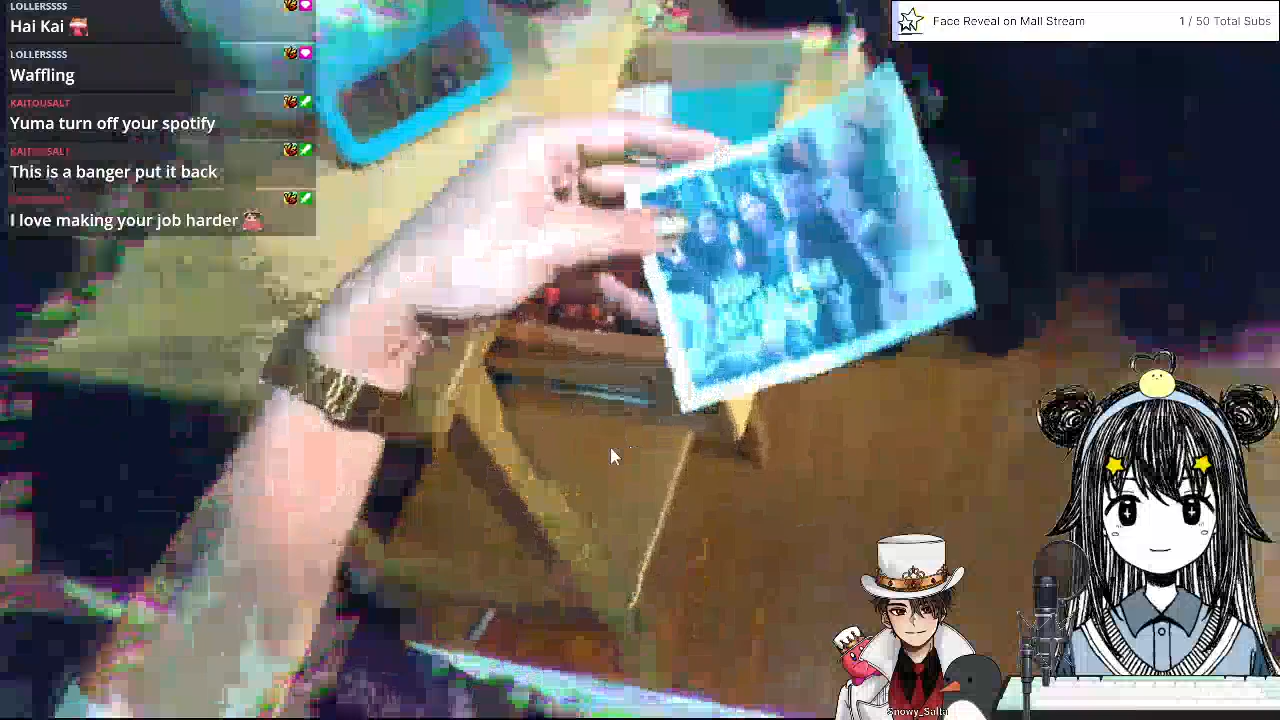 LOLLERSSSS
Hai Kai
LOLLERSSSS
Waffling
KAITOUSALT
Yuma turn off your spotify
This is a banger put it back
I love making your job harder
Face Reveal on Mall Stream
1 / 50 Total Subs